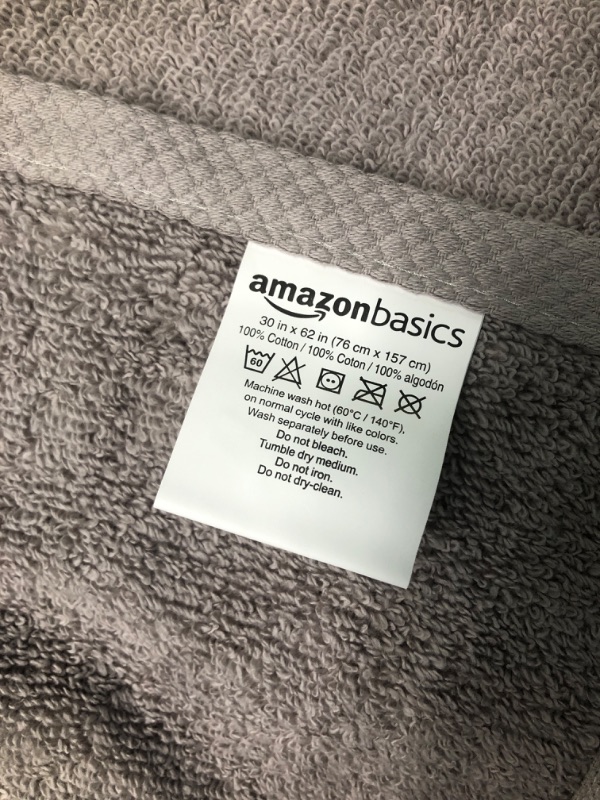 amazonbasics
30 in x 62 in (76 cm x 157 cm)
100% Cotton / 100% Coton / 100% algodón
60
Machine wash hot (60°C / 140°F),
on normal cycle with like colors.
Wash separately before use.
Do not bleach.
Tumble dry medium.
Do not iron.
Do not dry-clean.